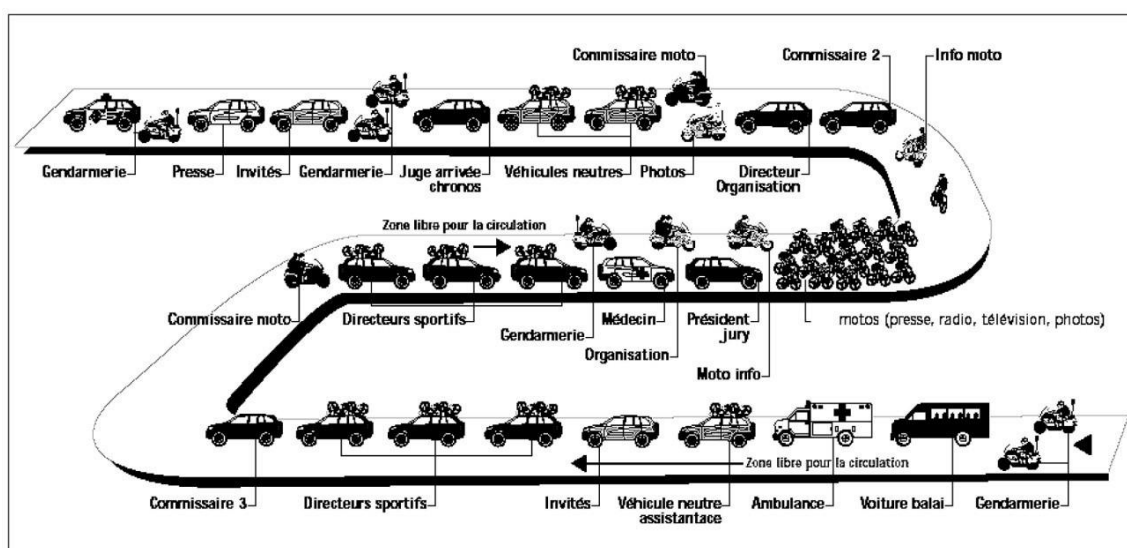 Commissaire moto
Commissaire 2
Info moto
Gendarmerie
Presse
Invités
Gendarmerie
Juge arrivée
chronos
Véhicules neutres
Photos
Directeur
Organisation
Zone libre pour la circulation
Commissaire moto
Directeurs sportifs
Gendarmerie
Médecin
Organisation
Président
jury
Moto info
motos (presse, radio, télévision, photos)
Zone libre pour la circulation
Commissaire 3
Directeurs sportifs
Invités
Véhicule neutre
assistantace
Ambulance
Voiture balai
Gendarmerie